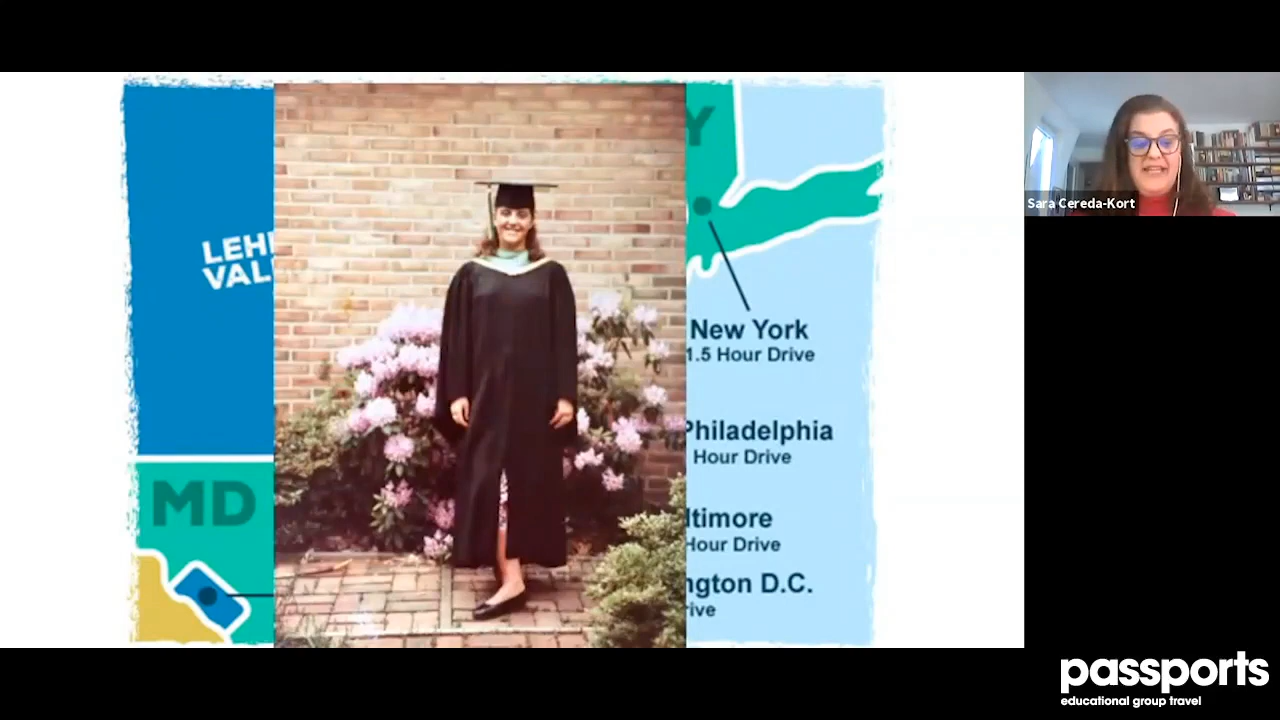 Y
LEHI
VAL
New York
1.5 Hour Drive
Philadelphia
Hour Drive
MD
ltimore
Hour Drive
ngton D.C.
rive
Sara Cereda-Kort
passports
educational group travel